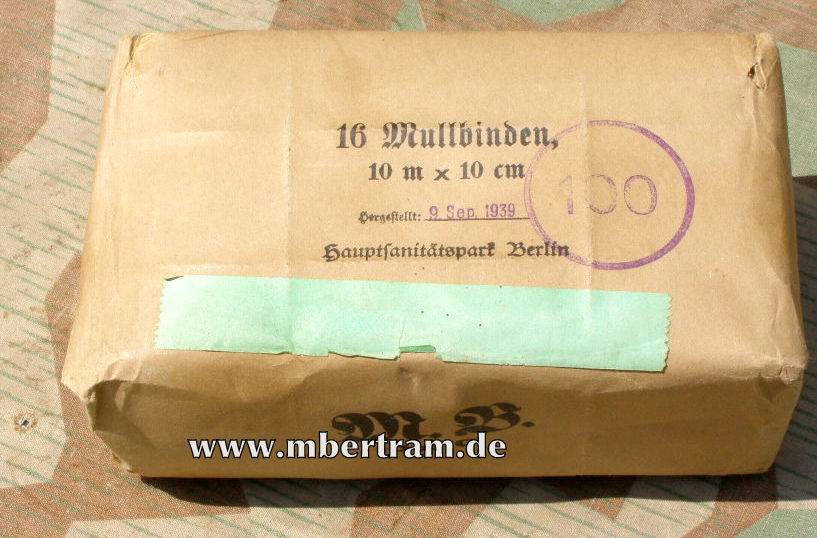 16 Mullbinden,
10 m x 10 cm
Hergestellt: 9. Sep. 1939
Hauptsanitätspark Berlin
100
M. B.
www.mbertram.de